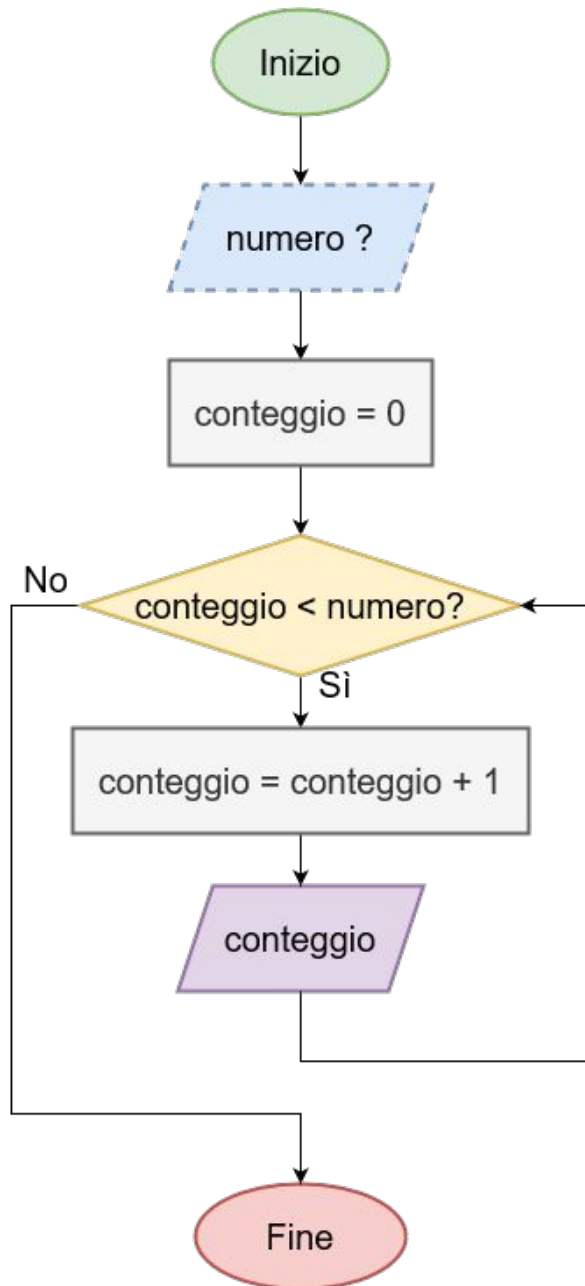 Inizio
numero ?
conteggio = 0
No
conteggio < numero?
Sì
conteggio = conteggio + 1
conteggio
Fine